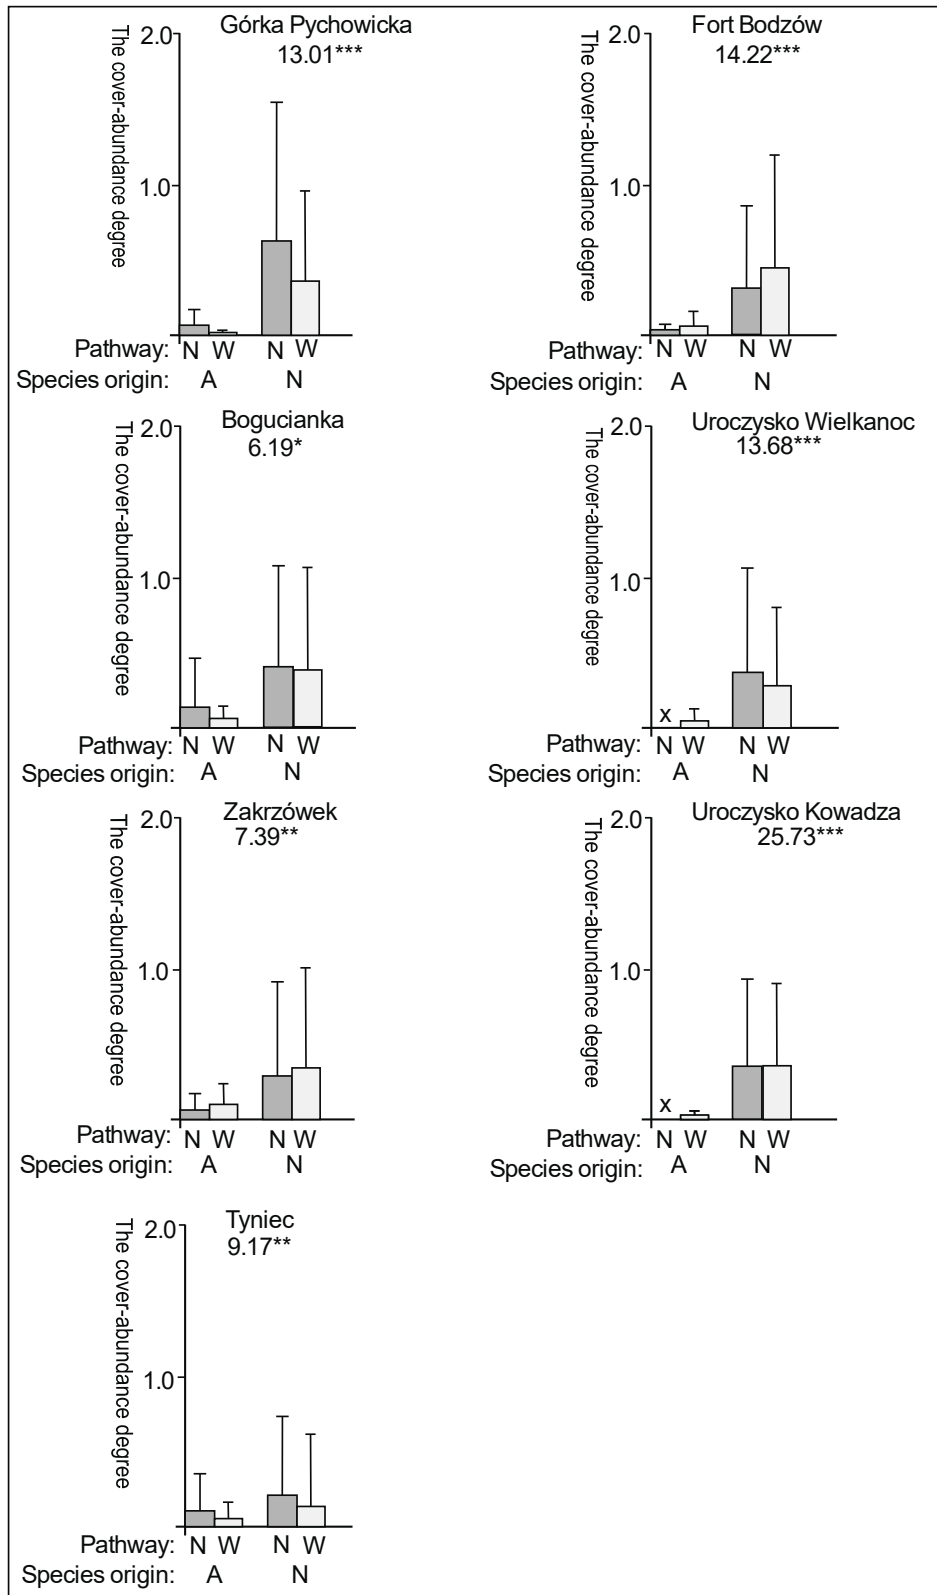 Górka Pychowicka
13.01***
The cover-abundance degree
2.0
1.0
Pathway: N W N W
Species origin: A N
Fort Bodzów
14.22***
The cover-abundance degree
2.0
1.0
Pathway: N W N W
Species origin: A N
Bogucianka
6.19*
The cover-abundance degree
2.0
1.0
Pathway: N W N W
Species origin: A N
Uroczysko Wielkanoc
13.68***
The cover-abundance degree
2.0
1.0
x
Pathway: N W N W
Species origin: A N
Zakrzówek
7.39**
The cover-abundance degree
2.0
1.0
Pathway: N W N W
Species origin: A N
Uroczysko Kowadza
25.73***
The cover-abundance degree
2.0
1.0
x
Pathway: N W N W
Species origin: A N
Tyniec
9.17**
The cover-abundance degree
2.0
1.0
Pathway: N W N W
Species origin: A N